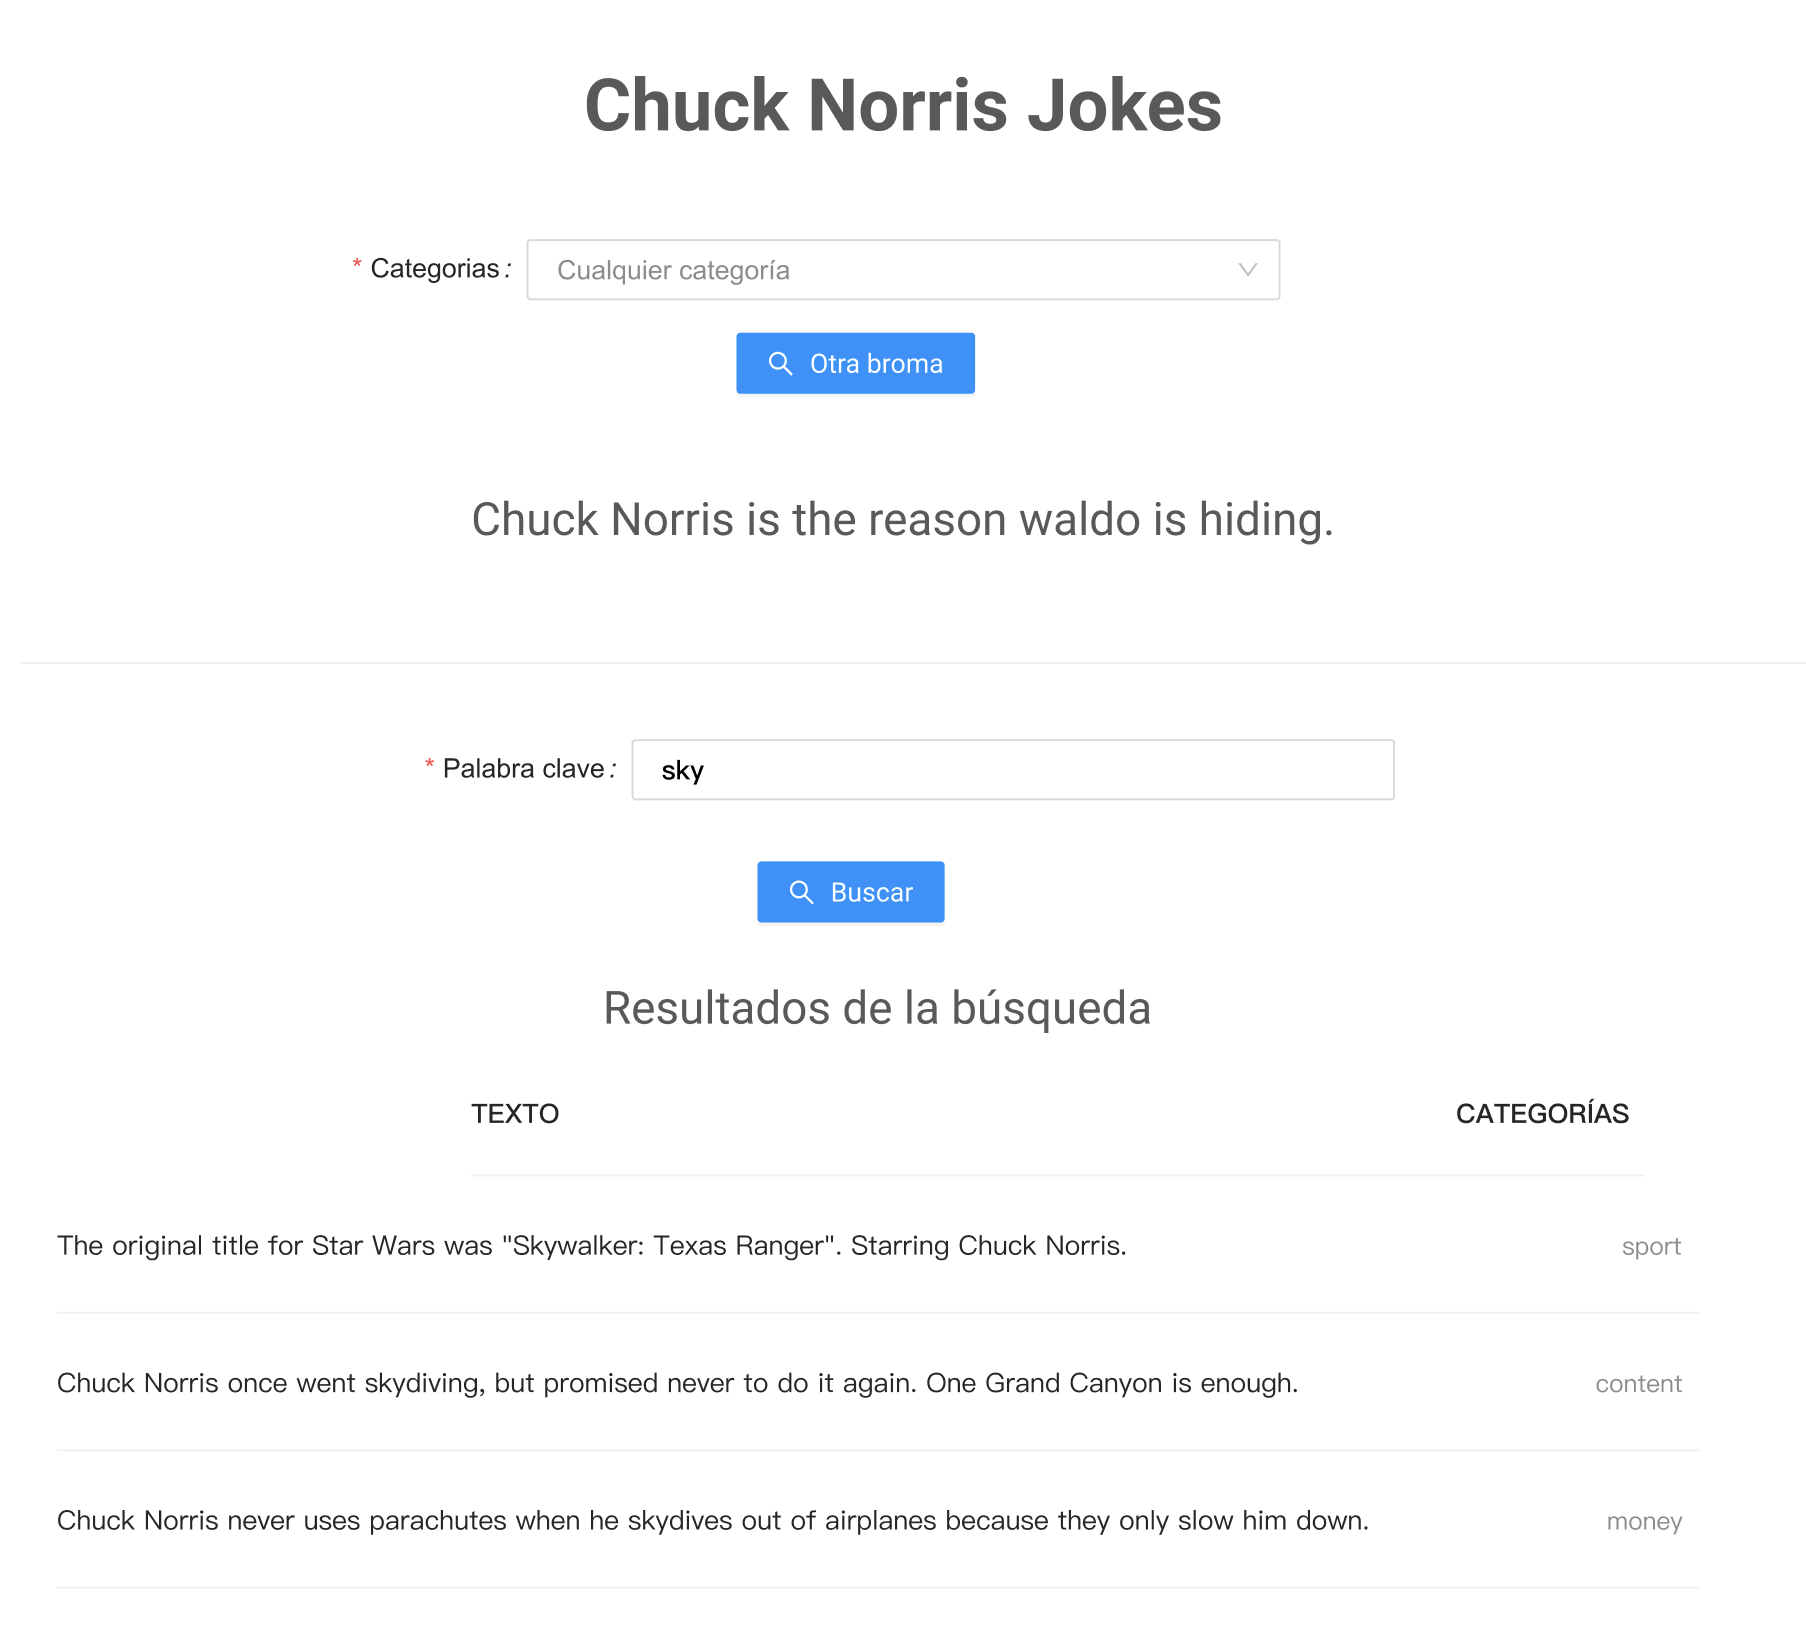 Chuck Norris Jokes
* Categorias :
Cualquier categoría
Otra broma
Chuck Norris is the reason waldo is hiding.
* Palabra clave :
sky
Buscar
Resultados de la búsqueda
TEXTO CATEGORÍAS
The original title for Star Wars was "Skywalker: Texas Ranger". Starring Chuck Norris. sport
Chuck Norris once went skydiving, but promised never to do it again. One Grand Canyon is enough. content
Chuck Norris never uses parachutes when he skydives out of airplanes because they only slow him down. money